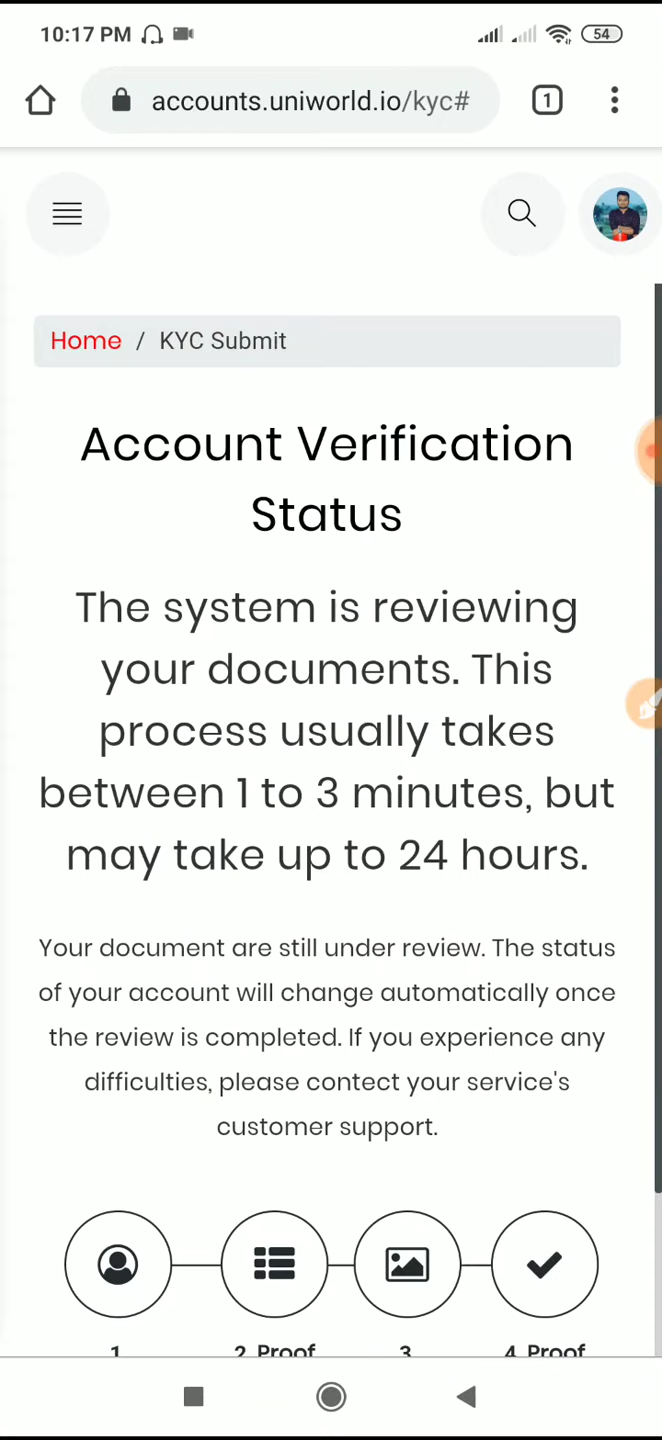 10:17 PM 54
accounts.uniworld.io/kyc# 1
Home / KYC Submit
Account Verification
Status
The system is reviewing
your documents. This
process usually takes
between 1 to 3 minutes, but
may take up to 24 hours.
Your document are still under review. The status
of your account will change automatically once
the review is completed. If you experience any
difficulties, please contect your service's
customer support.
1 2 Proof 3 4 Proof